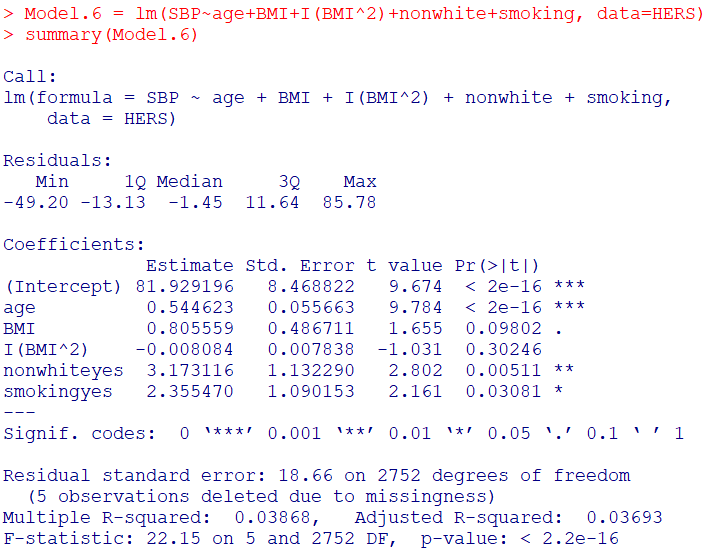 > Model.6 = lm(SBP~age+BMI+I(BMI^2)+nonwhite+smoking, data=HERS)
> summary(Model.6)

Call:
lm(formula = SBP ~ age + BMI + I(BMI^2) + nonwhite + smoking,
    data = HERS)

Residuals:
   Min     1Q Median     3Q    Max
-49.20 -13.13  -1.45  11.64  85.78

Coefficients:
             Estimate Std. Error t value Pr(>|t|)
(Intercept) 81.929196   8.468822   9.674  < 2e-16 ***
age          0.544623   0.055663   9.784  < 2e-16 ***
BMI          0.805559   0.486711   1.655  0.09802 .
I(BMI^2)    -0.008084   0.007838  -1.031  0.30246
nonwhiteyes  3.173116   1.132290   2.802  0.00511 **
smokingyes   2.355470   1.090153   2.161  0.03081 *
---
Signif. codes:  0 ‘***’ 0.001 ‘**’ 0.01 ‘*’ 0.05 ‘.’ 0.1 ‘ ’ 1

Residual standard error: 18.66 on 2752 degrees of freedom
  (5 observations deleted due to missingness)
Multiple R-squared:  0.03868,   Adjusted R-squared:  0.03693
F-statistic: 22.15 on 5 and 2752 DF,  p-value: < 2.2e-16